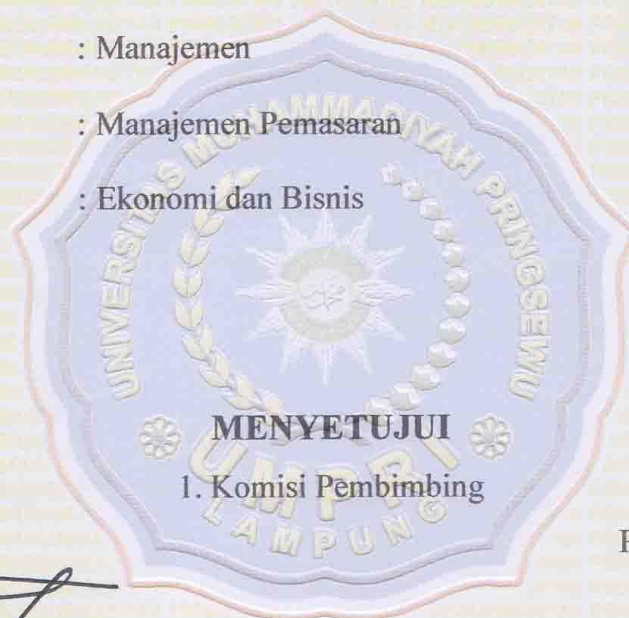 : Manajemen
: Manajemen Pemasaran
: Ekonomi dan Bisnis
UNIVERSITAS MUHAMMADIYAH PRINGSEWU
MENYETUJUI
UMPRI
1. Komisi Pembimbing
LAMPUNG